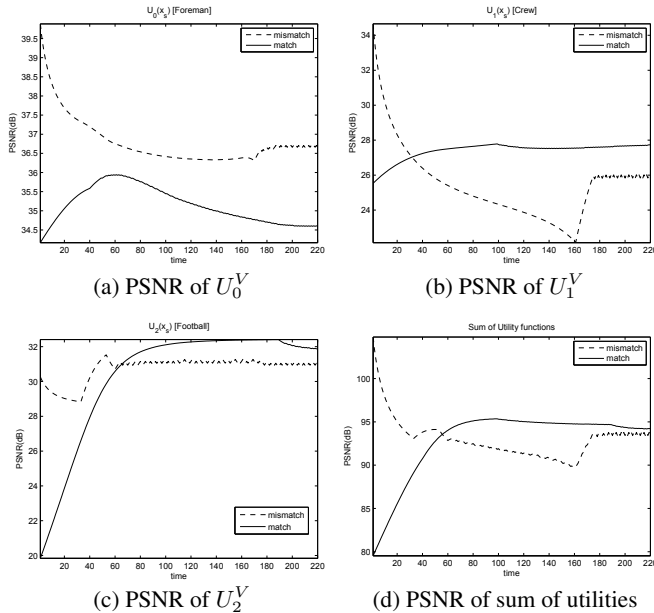 U0(xs) [Foreman]
39.5
39
38.5
38
37.5
37
36.5
36
35.5
35
34.5
PSNR(dB)
20 40 60 80 100 120 140 160 180 200 220
time
mismatch
match
(a) PSNR of U_0^V
U1(xs) [Crew]
34
32
30
28
26
24
PSNR(dB)
20 40 60 80 100 120 140 160 180 200 220
time
mismatch
match
(b) PSNR of U_1^V
U2(xs) [Football]
32
30
28
26
24
22
20
PSNR(dB)
20 40 60 80 100 120 140 160 180 200 220
time
mismatch
match
(c) PSNR of U_2^V
Sum of Utility functions
100
95
90
85
80
PSNR(dB)
20 40 60 80 100 120 140 160 180 200 220
time
mismatch
match
(d) PSNR of sum of utilities